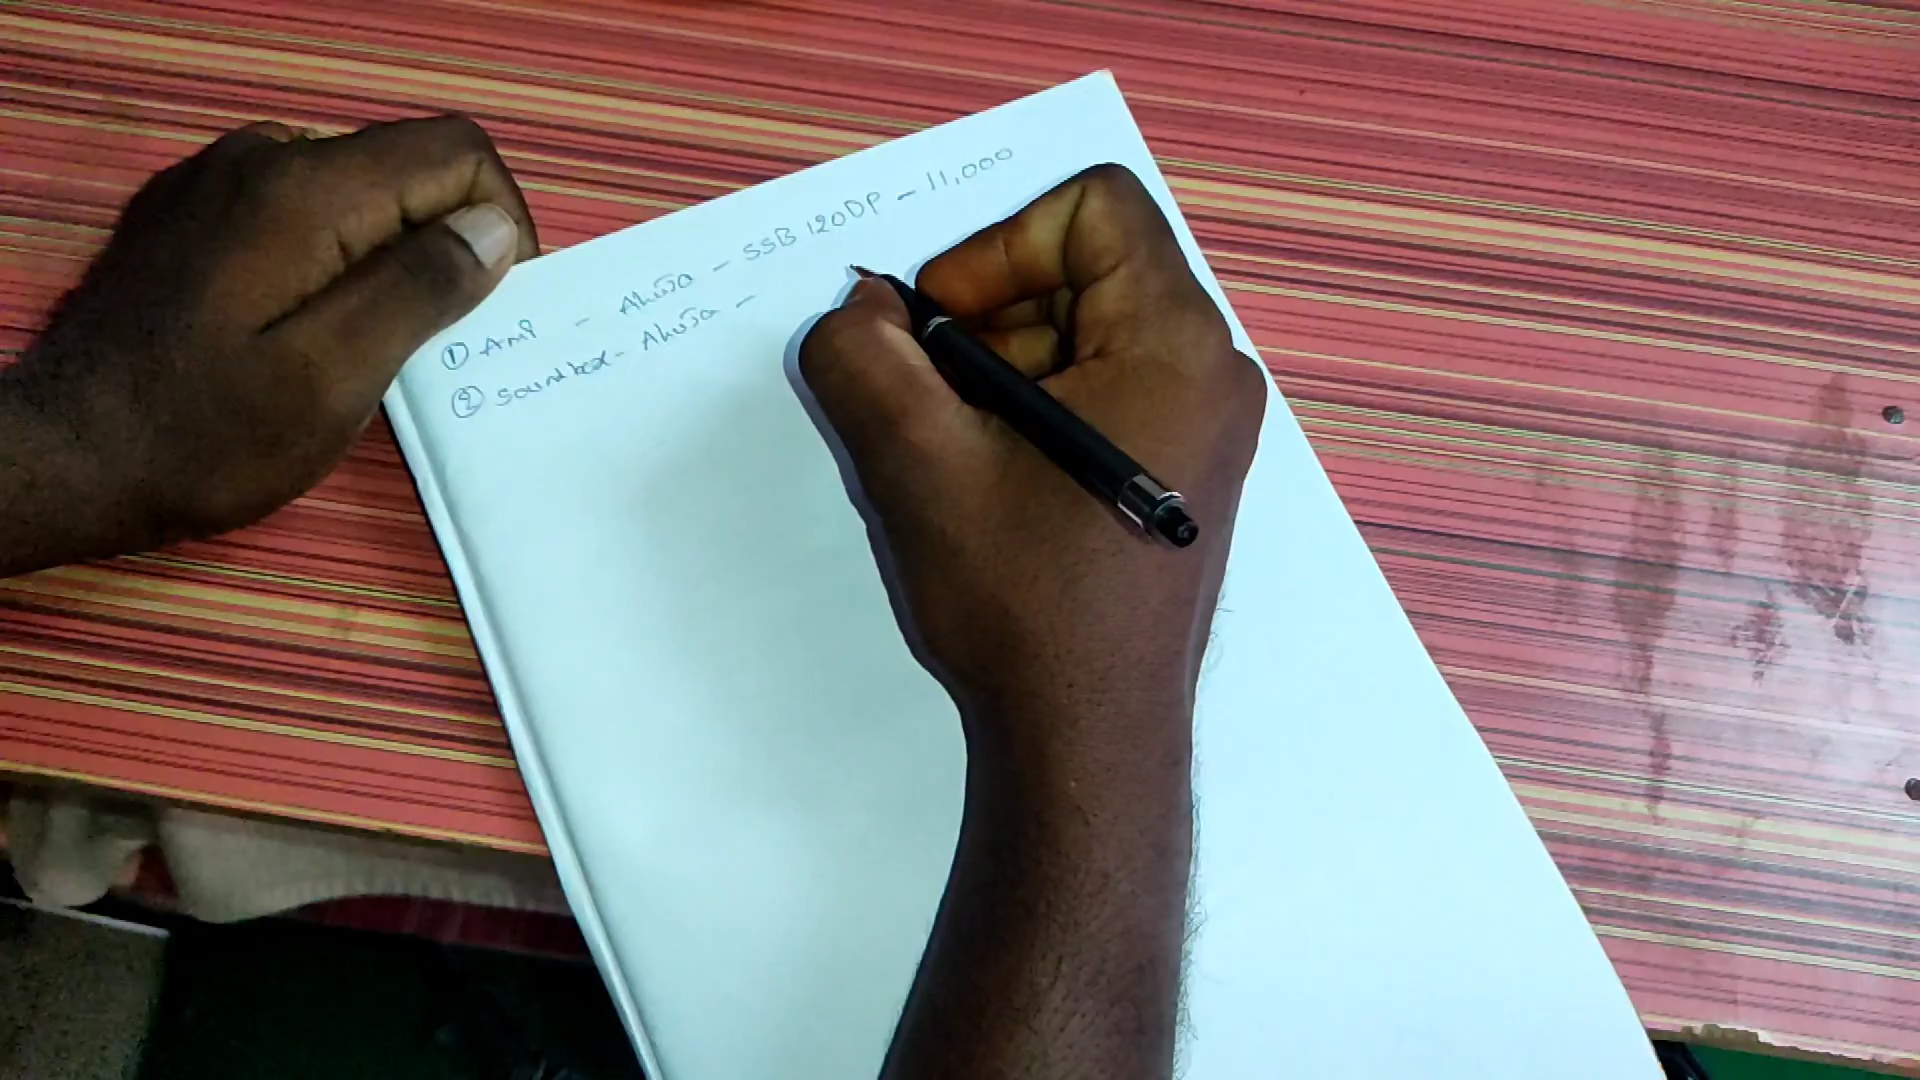 ① Amp - Ahuja - SSB 120DP - 11,000
② Sound box - Ahuja -